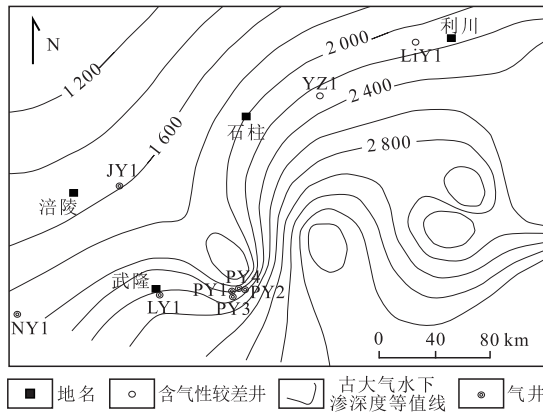 利川
N
2 000
LiY1
1 200
YZ1
2 400
石柱
1 600
2 800
JY1
涪陵
武隆
PY4
PY1
PY2
LY1
PY3
NY1
0 40 80 km
地名
含气性较差井
古大气水下
渗深度等值线
气井